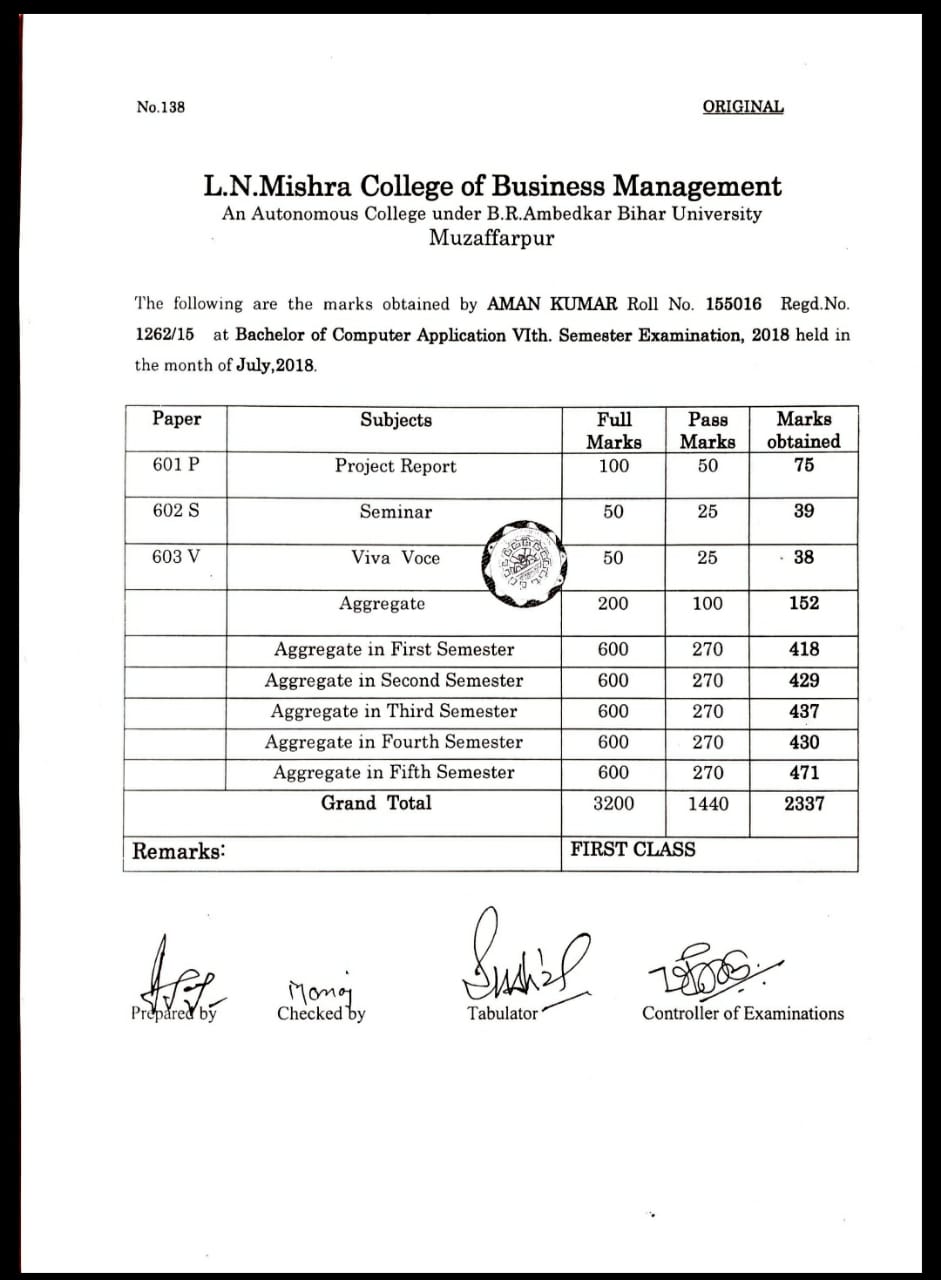 No.138 ORIGINAL
L.N.Mishra College of Business Management
An Autonomous College under B.R.Ambedkar Bihar University
Muzaffarpur
The following are the marks obtained by AMAN KUMAR Roll No. 155016 Regd.No.
1262/15 at Bachelor of Computer Application VIth. Semester Examination, 2018 held in
the month of July,2018.
Paper Subjects Full Marks Pass Marks Marks obtained
601 P Project Report 100 50 75
602 S Seminar 50 25 39
603 V Viva Voce 50 25 38
Aggregate 200 100 152
Aggregate in First Semester 600 270 418
Aggregate in Second Semester 600 270 429
Aggregate in Third Semester 600 270 437
Aggregate in Fourth Semester 600 270 430
Aggregate in Fifth Semester 600 270 471
Grand Total 3200 1440 2337
Remarks: FIRST CLASS
Manoj
Prepared by Checked by Tabulator Controller of Examinations